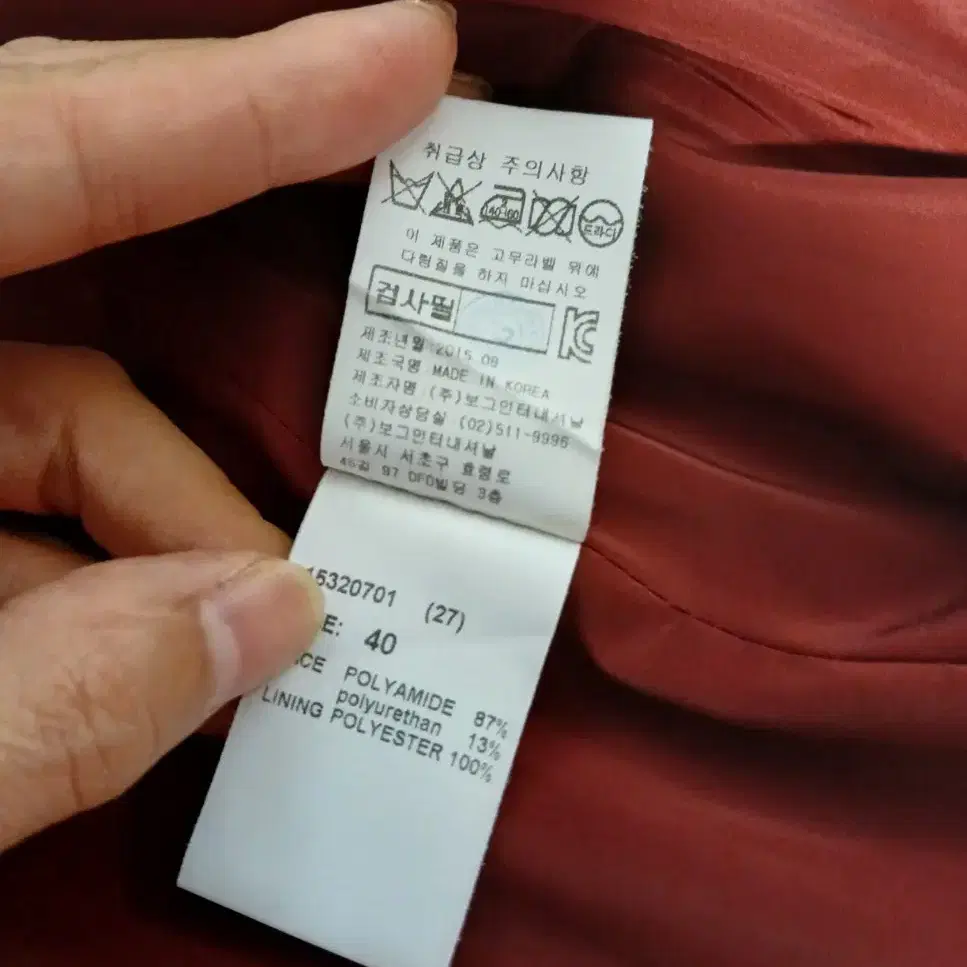 취급상 주의사항
140-160 드라이
이 제품은 고무라벨 위에
다림질을 하지 마십시오
검사필
제조년월:2015.08
제조국명 MADE IN KOREA
제조자명 (주)보그인터내셔날
소비자상담실 (02)511-9996
(주)보그인터내셔날
서울시 서초구 효령로
46길 97 DFD빌딩 3층
15320701 (27)
E: 40
CE POLYAMIDE 87%
polyurethan 13%
LINING POLYESTER 100%